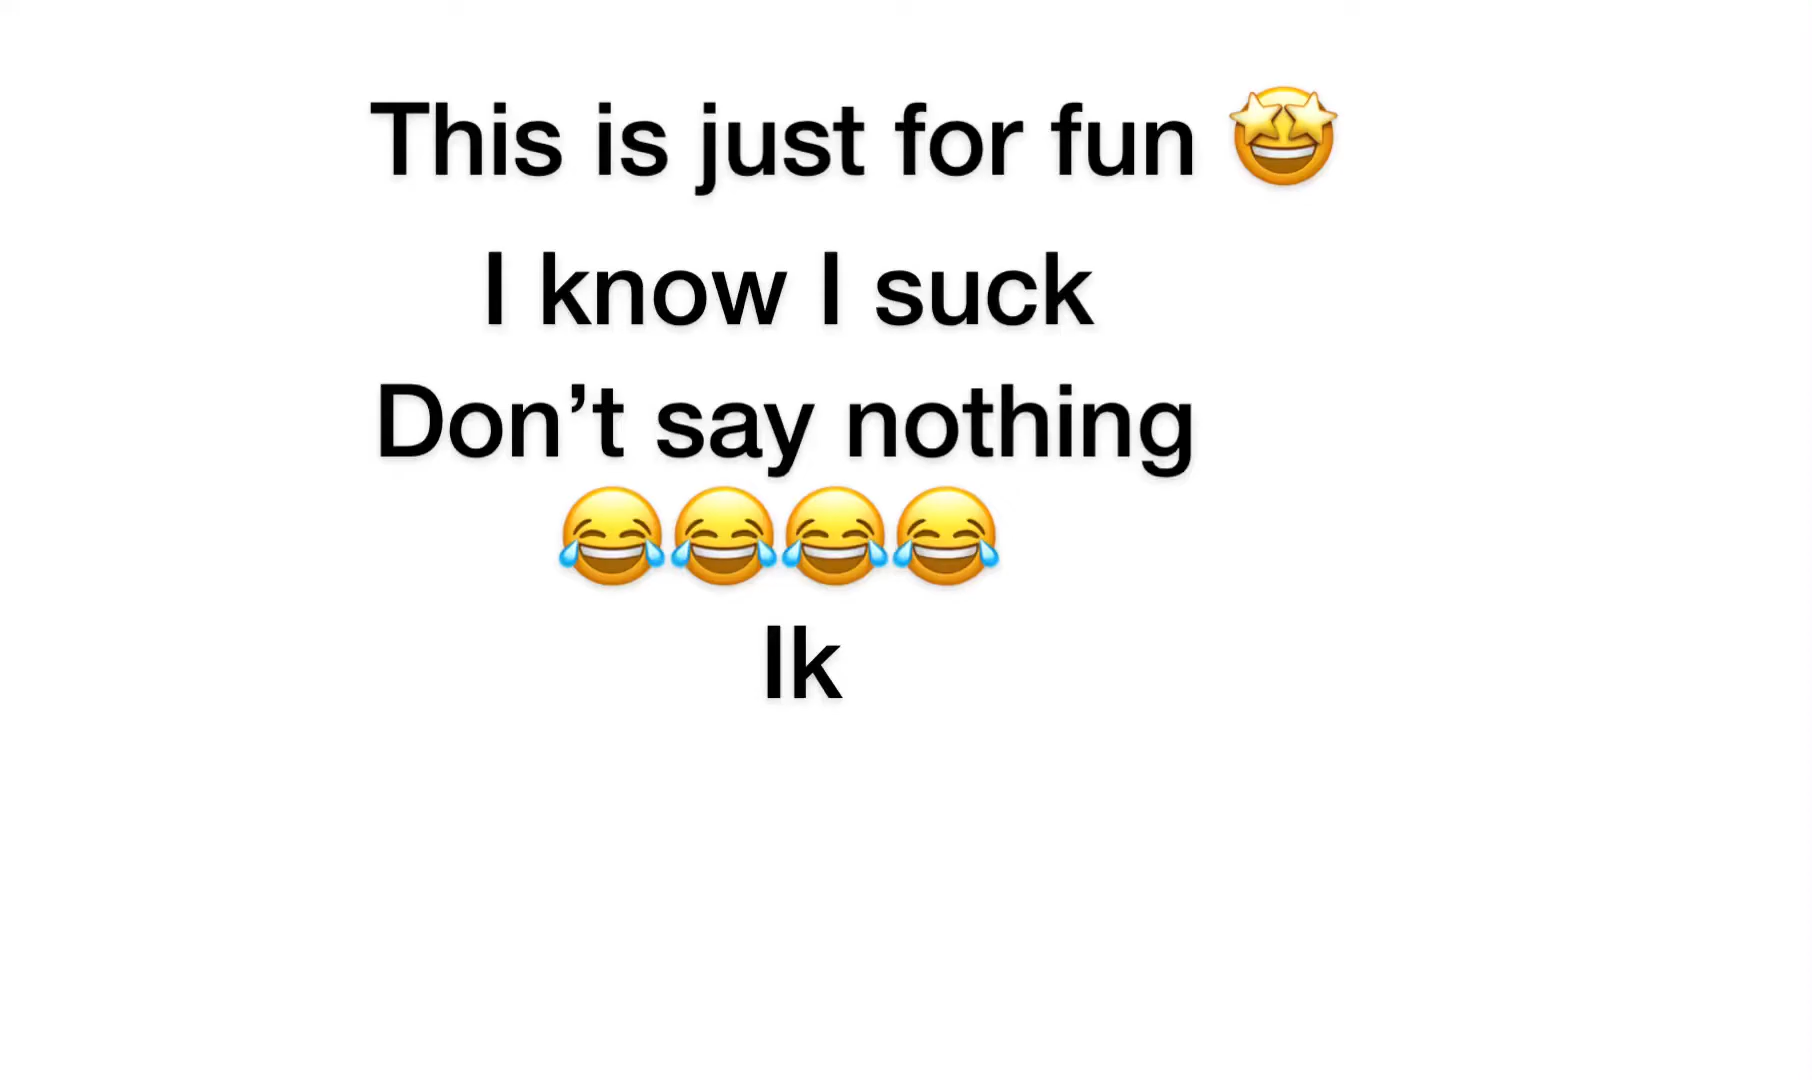 This is just for fun 🤩
I know I suck
Don’t say nothing
😂😂😂😂
Ik